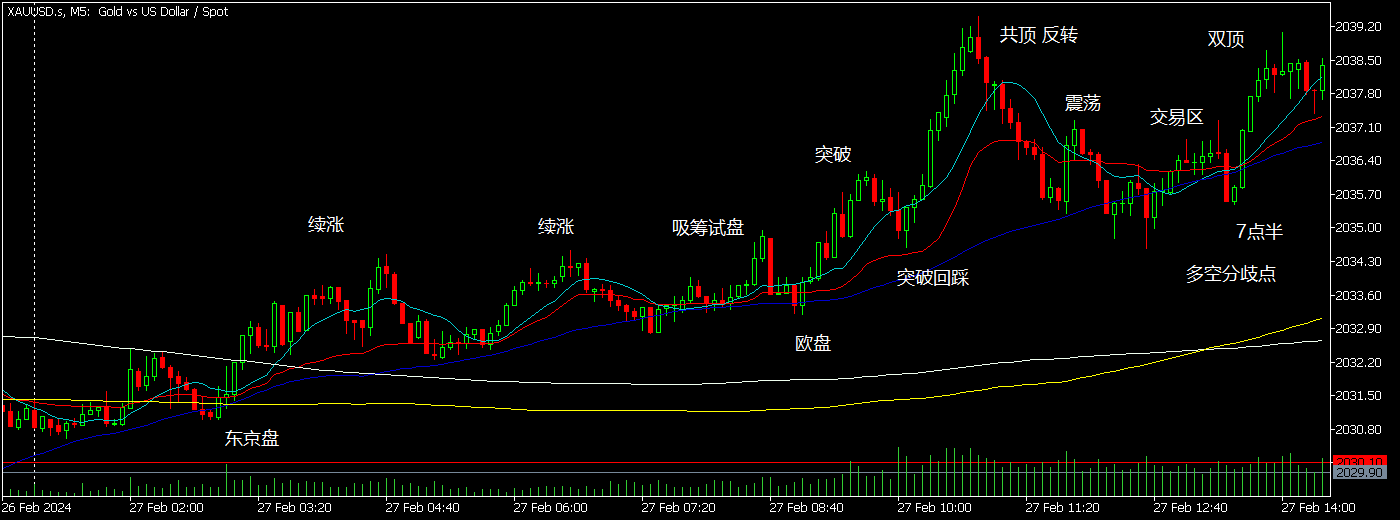 XAUUSD.s, M5: Gold vs US Dollar / Spot
共顶 反转
双顶
震荡
交易区
突破
续涨
续涨
吸筹试盘
7点半
突破回踩
多空分歧点
欧盘
东京盘
2039.20
2038.50
2037.80
2037.10
2036.40
2035.70
2035.00
2034.30
2033.60
2032.90
2032.20
2031.50
2030.80
2030.10
2029.90
26 Feb 2024
27 Feb 02:00
27 Feb 03:20
27 Feb 04:40
27 Feb 06:00
27 Feb 07:20
27 Feb 08:40
27 Feb 10:00
27 Feb 11:20
27 Feb 12:40
27 Feb 14:00